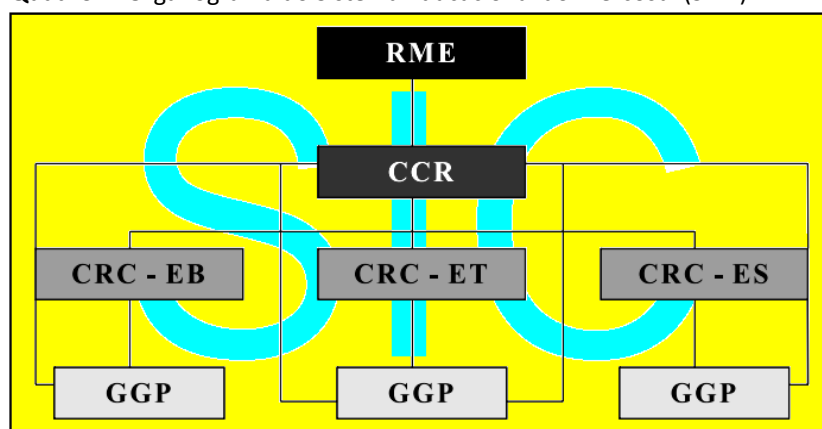 RME
SIC
CCR
CRC - EB CRC - ET CRC - ES
GGP GGP GGP